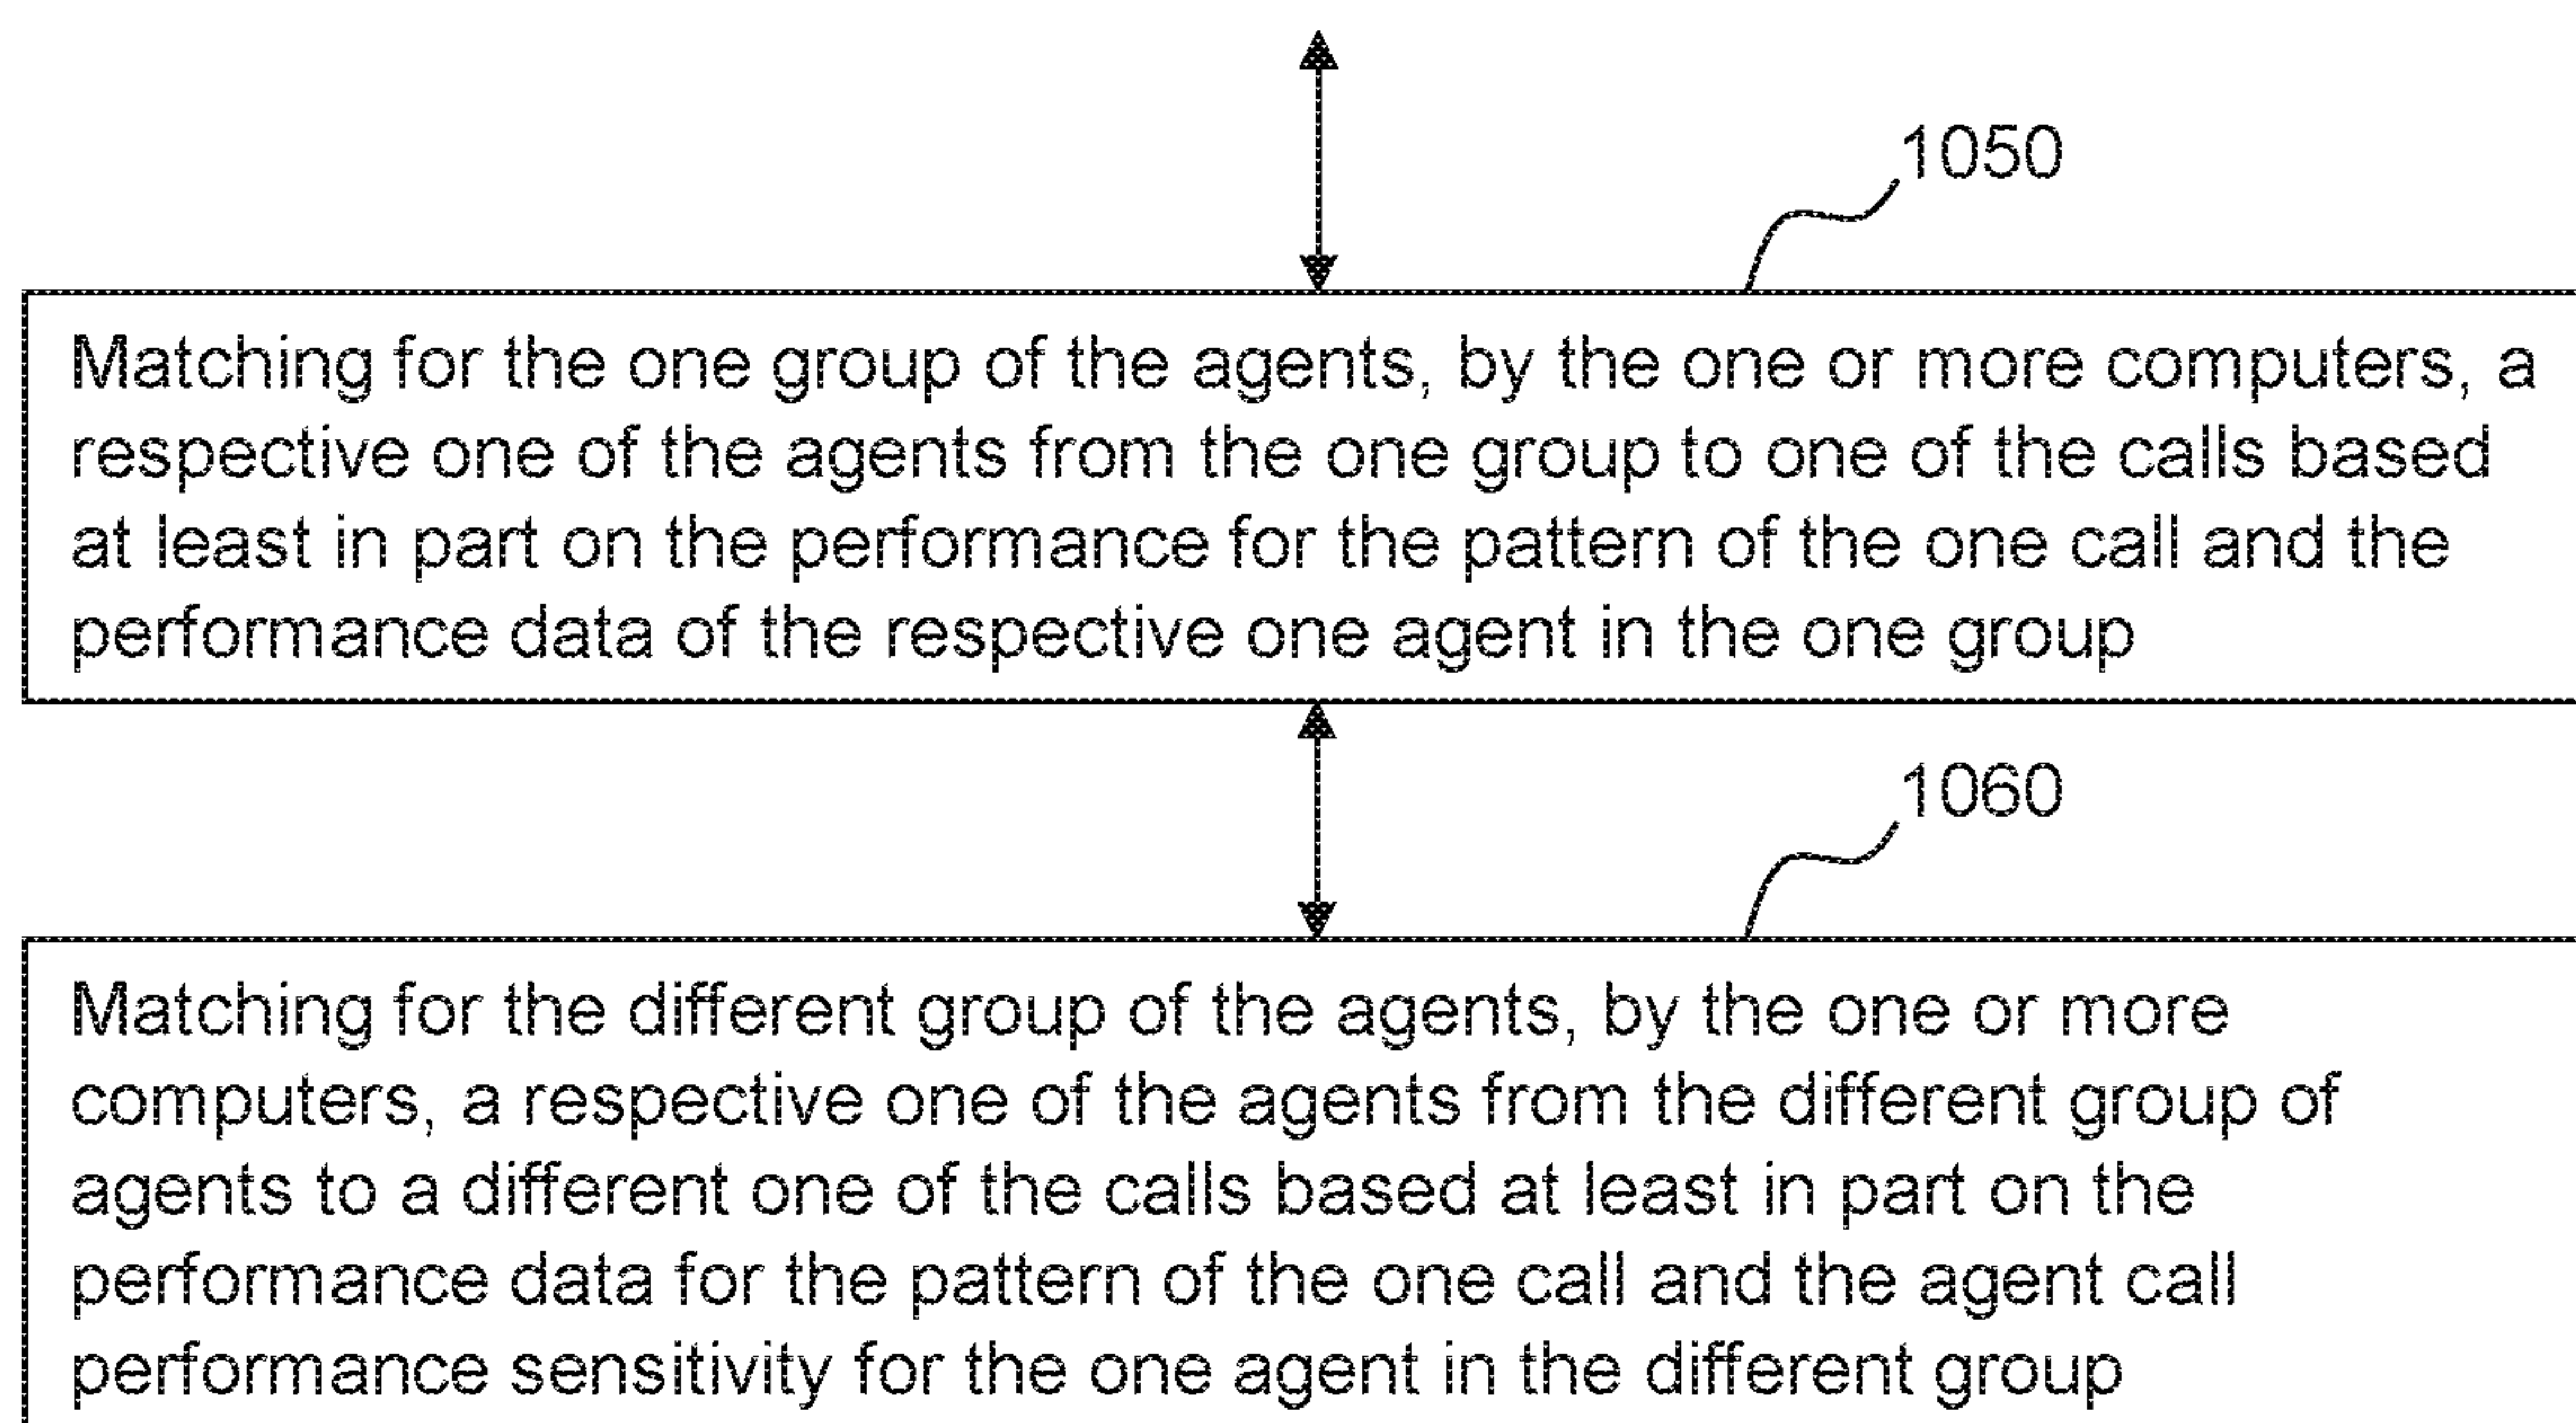 1050
Matching for the one group of the agents, by the one or more computers, a
respective one of the agents from the one group to one of the calls based
at least in part on the performance for the pattern of the one call and the
performance data of the respective one agent in the one group
1060
Matching for the different group of the agents, by the one or more
computers, a respective one of the agents from the different group of
agents to a different one of the calls based at least in part on the
performance data for the pattern of the one call and the agent call
performance sensitivity for the one agent in the different group